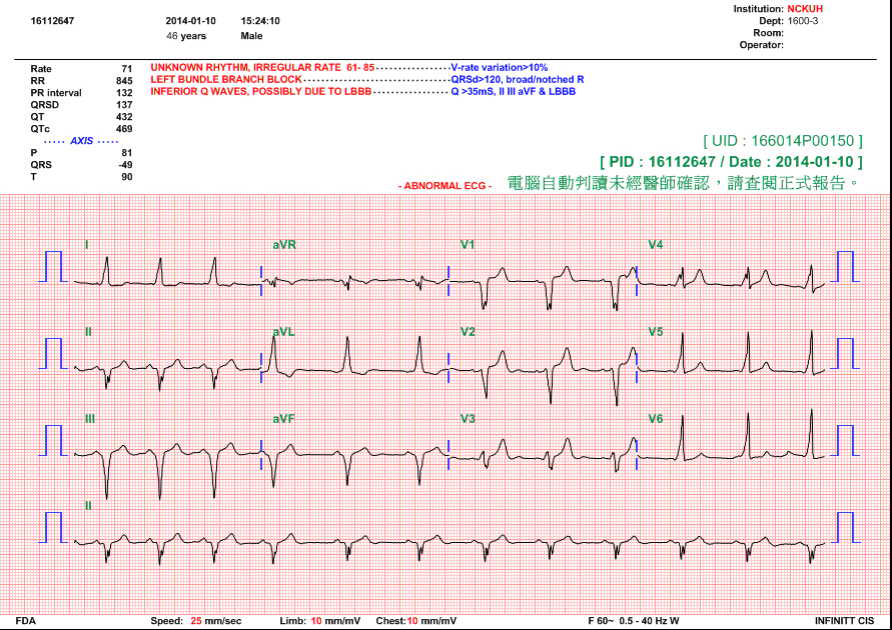 Institution: NCKUH
16112647 2014-01-10 15:24:10 Dept: 1600-3
46 years Male Room:
Operator:
Rate 71 UNKNOWN RHYTHM, IRREGULAR RATE 61- 85---------------V-rate variation>10%
RR 845 LEFT BUNDLE BRANCH BLOCK------------------------------QRSd>120, broad/notched R
PR interval 132 INFERIOR Q WAVES, POSSIBLY DUE TO LBBB---------------Q >35mS, II III aVF & LBBB
QRSD 137
QT 432
QTc 469
----- AXIS -----
P 81
QRS -49
T 90
[ UID : 166014P00150 ]
[ PID : 16112647 / Date : 2014-01-10 ]
- ABNORMAL ECG - 電腦自動判讀未經醫師確認，請查閱正式報告。
I aVR V1 V4
II aVL V2 V5
III aVF V3 V6
II
FDA Speed: 25 mm/sec Limb: 10 mm/mV Chest: 10 mm/mV F 60~ 0.5 - 40 Hz W INFINITT CIS